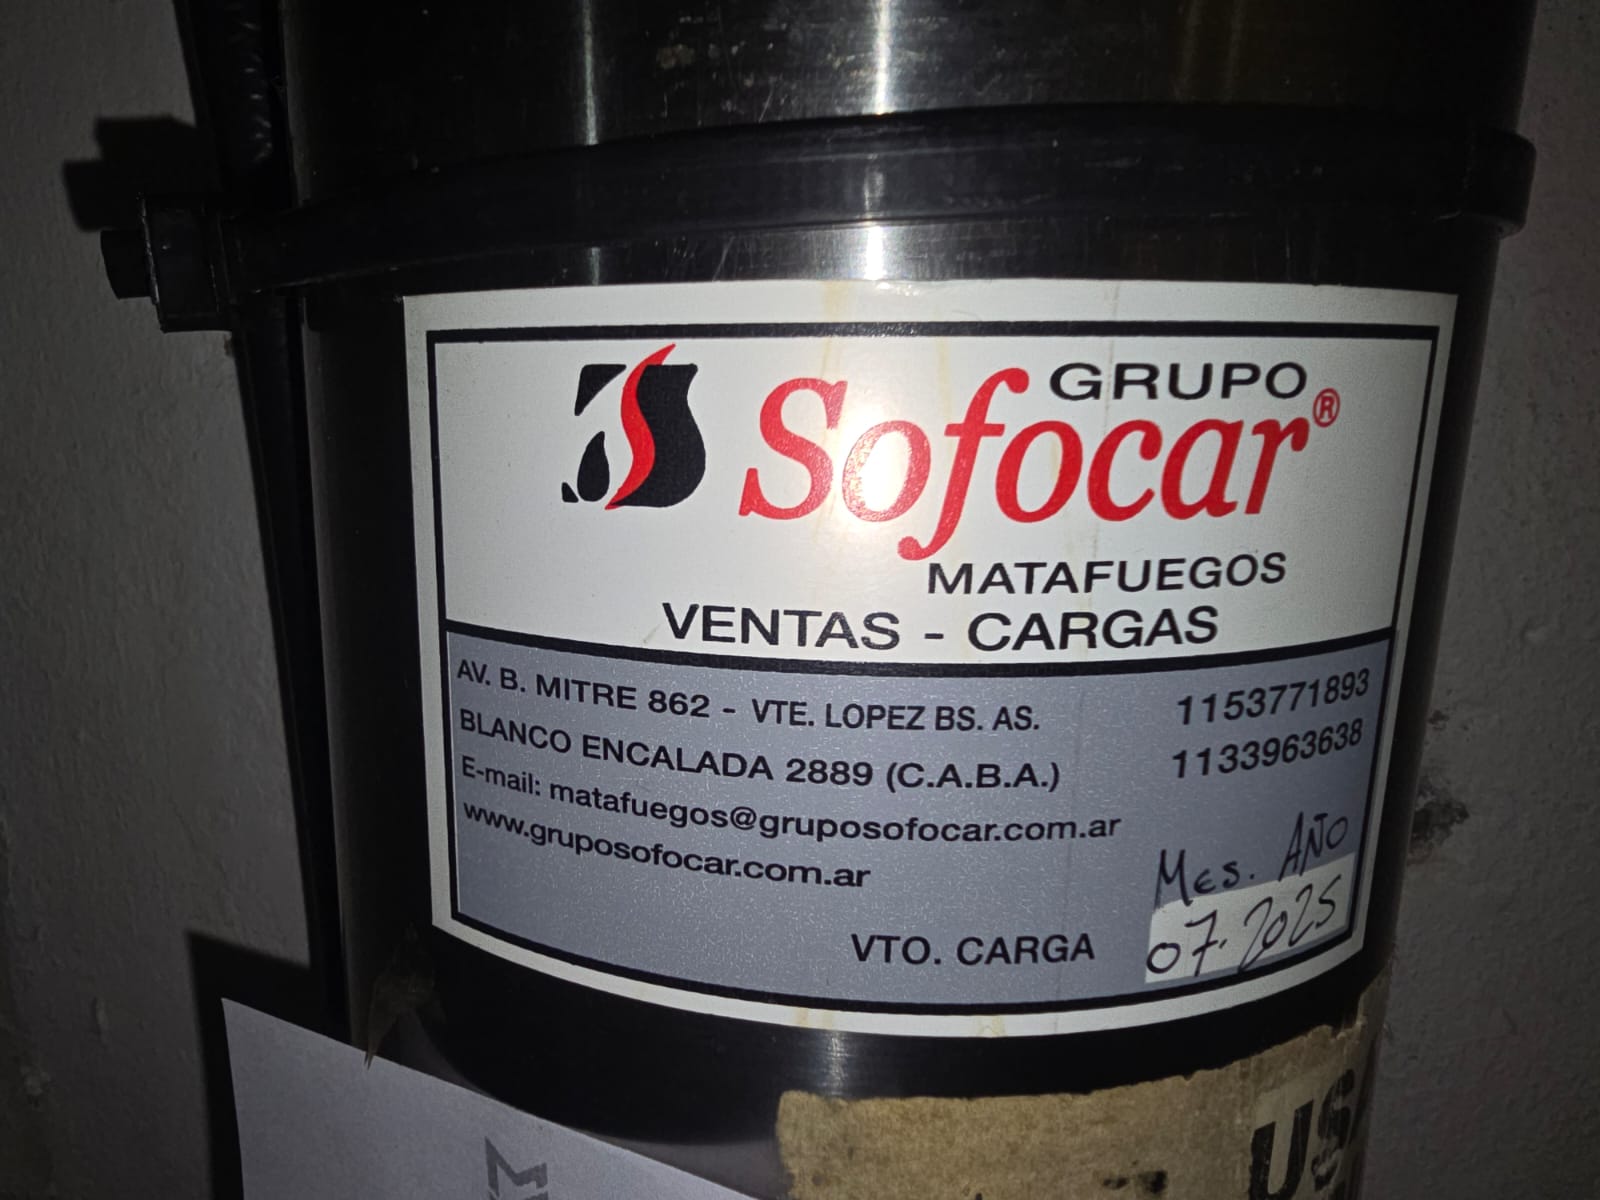 GRUPO
Sofocar®
MATAFUEGOS
VENTAS - CARGAS
AV. B. MITRE 862 - VTE. LOPEZ BS. AS.
1153771893
BLANCO ENCALADA 2889 (C.A.B.A.)
1133963638
E-mail: matafuegos@gruposofocar.com.ar
www.gruposofocar.com.ar
Mes. AÑO
VTO. CARGA
07.2025